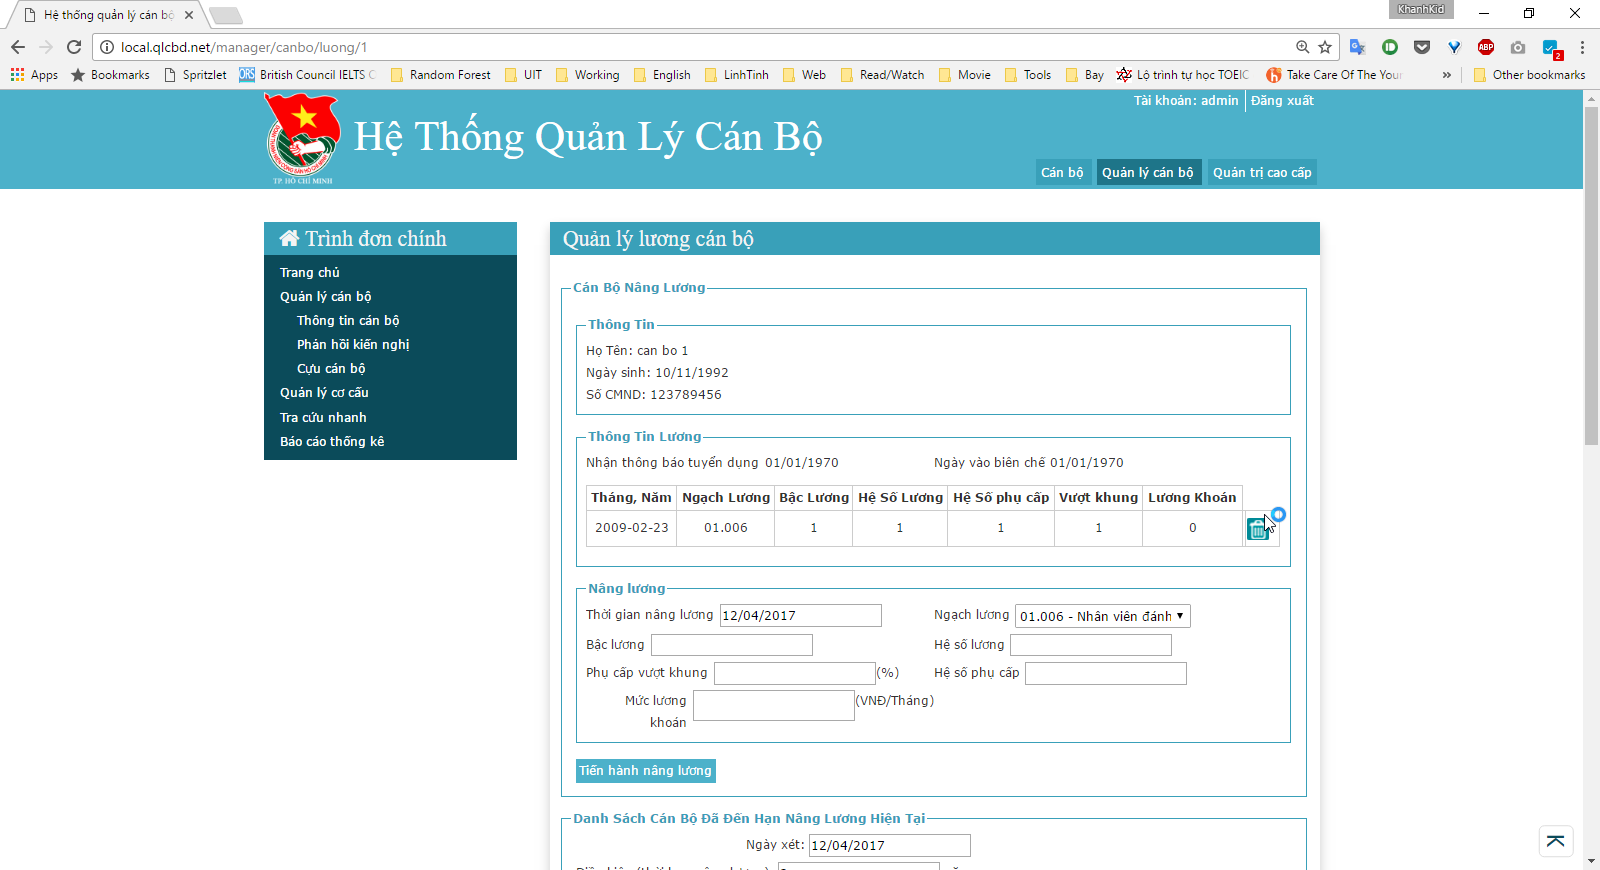 Hệ thống quản lý cán bộ
KhanhKid
local.qlcbd.net/manager/canbo/luong/1
Apps Bookmarks Spritzlet British Council IELTS Random Forest UIT Working English LinhTinh Web Read/Watch Movie Tools Bay Lộ trình tự học TOEIC Take Care Of The Your » Other bookmarks
Tài khoản: admin Đăng xuất
Hệ Thống Quản Lý Cán Bộ
TP. HỒ CHÍ MINH
Cán bộ Quản lý cán bộ Quản trị cao cấp
Trình đơn chính
Trang chủ
Quản lý cán bộ
Thông tin cán bộ
Phản hồi kiến nghị
Cựu cán bộ
Quản lý cơ cấu
Tra cứu nhanh
Báo cáo thống kê
Quản lý lương cán bộ
Cán Bộ Nâng Lương
Thông Tin
Họ Tên: can bo 1
Ngày sinh: 10/11/1992
Số CMND: 123789456
Thông Tin Lương
Nhận thông báo tuyển dụng 01/01/1970 Ngày vào biên chế 01/01/1970
Tháng, Năm Ngạch Lương Bậc Lương Hệ Số Lương Hệ Số phụ cấp Vượt khung Lương Khoán
2009-02-23 01.006 1 1 1 1 0
Nâng lương
Thời gian nâng lương 12/04/2017 Ngạch lương 01.006 - Nhân viên đánh
Bậc lương Hệ số lương
Phụ cấp vượt khung (%) Hệ số phụ cấp
Mức lương khoán (VNĐ/Tháng)
Tiến hành nâng lương
Danh Sách Cán Bộ Đã Đến Hạn Nâng Lương Hiện Tại
Ngày xét: 12/04/2017